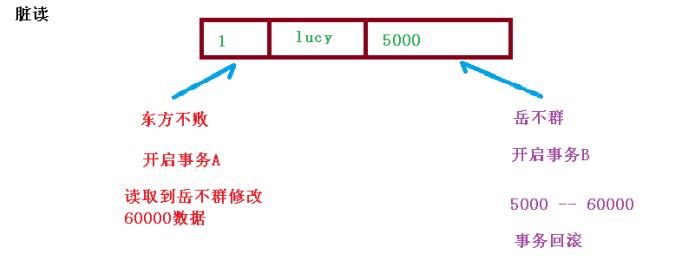 脏读
1 lucy 5000
东方不败
开启事务A
读取到岳不群修改
60000数据
岳不群
开启事务B
5000 -- 60000
事务回滚